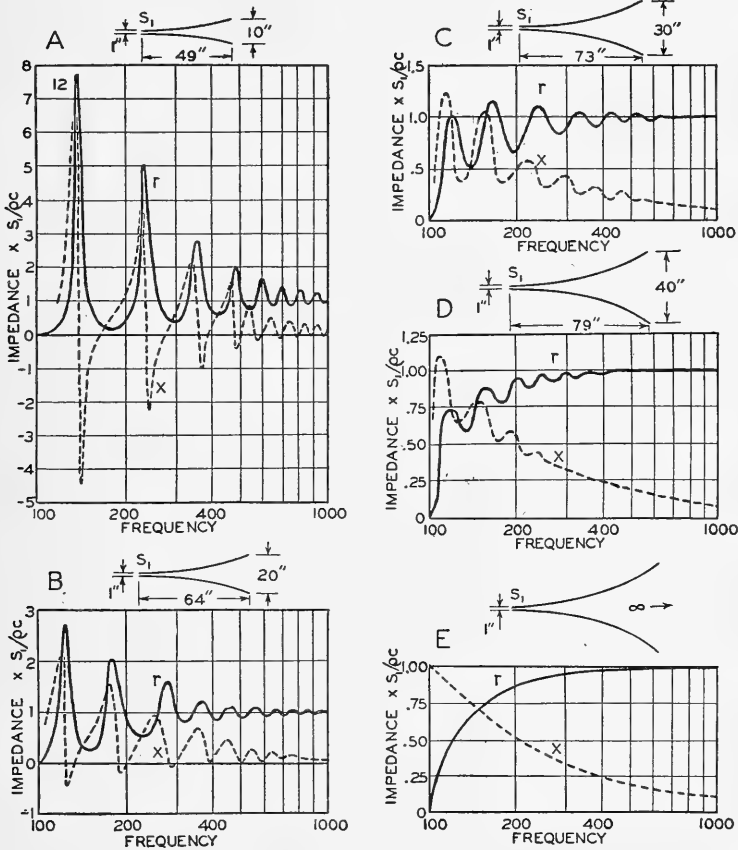 A
S₁
1"
10"
49"
IMPEDANCE × S₁/ρc
8
12
7
6
5
4
3
2
1
0
-1
-2
-3
-4
-5
r
X
100 200 400 1000
FREQUENCY
B
S₁
1"
20"
64"
IMPEDANCE × S₁/ρc
3
2
1
0
-1
r
X
100 200 400 1000
FREQUENCY
C
S₁
1"
30"
73"
IMPEDANCE × S₁/ρc
1.5
1.0
.5
0
r
X
100 200 400 1000
FREQUENCY
D
S₁
1"
40"
79"
IMPEDANCE × S₁/ρc
1.25
1.00
.75
.50
.25
0
r
X
100 200 400 1000
FREQUENCY
E
S₁
1"
∞ →
IMPEDANCE × S₁/ρc
1.00
.75
.50
.25
0
r
X
100 200 400 1000
FREQUENCY